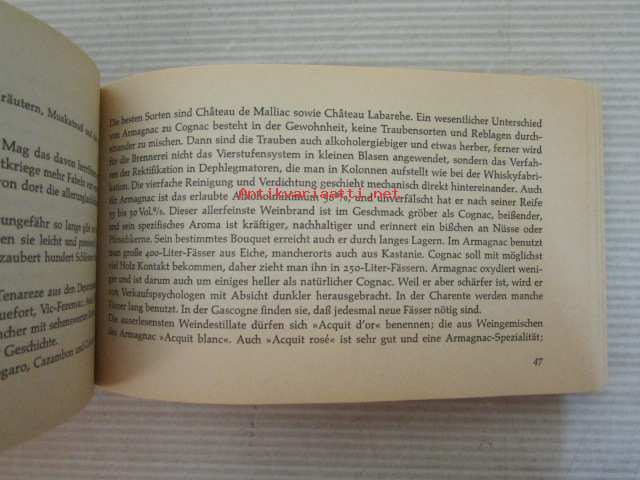 räutern, Muskatnuß und
Mag das davon
tkriege mehr Fabeln
on dort die
ungefähr so lange
en sie leicht und
zaubert hundert
Tenareze aus den
uefort, Vic-Fezensac,
cher mit sehenswerten
Geschichte.
ogaro, Cazambon und
Die besten Sorten sind Château de Malliac sowie Château Labarehe. Ein wesentlicher Unterschied
vom Armagnac zu Cognac besteht in der Gewohnheit, keine Traubensorten und Reblagen durch-
einander zu mischen. Dann sind die Trauben auch alkoholergiebiger und etwas herber, ferner wird
für die Brennerei nicht das Vierstufensystem in kleinen Blasen angewendet, sondern das Verfah-
ren der Rektifikation in Dephlegmatoren, die man in Kolonnen aufstellt wie bei der Whiskyfabri-
kation. Die vierfache Reinigung und Verdichtung geschieht mechanisch direkt hintereinander. Auch
für Armagnac ist das erlaubte Alkoholmaximum 50%, und unverfälscht hat er nach seiner Reife
53 bis 50 Vol.%. Dieser allerfeinste Weinbrand ist im Geschmack gröber als Cognac, beißender,
und sein spezifisches Aroma ist kräftiger, nachhaltiger und erinnert ein bißchen an Nüsse oder
Pfirsichkerne. Sein bestimmtes Bouquet erreicht er auch durch langes Lagern. Im Armagnac benutzt
man große 400-Liter-Fässer aus Eiche, mancherorts auch aus Kastanie. Cognac soll mit möglichst
viel Holz Kontakt bekommen, daher zieht man ihn in 250-Liter-Fässern. Armagnac oxydiert weni-
ger und ist darum auch um einiges heller als natürlicher Cognac. Weil er aber schärfer ist, wird er
von Verkaufspsychologen mit Absicht dunkler herausgebracht. In der Charente werden manche
Fässer lang benutzt. In der Gascogne finden sie, daß jedesmal neue Fässer nötig sind.
Die auserlesensten Weindestillate dürfen sich »Acquit d'or« benennen; die aus Weingemischen
des Armagnac »Acquit blanc«. Auch »Acquit rosé« ist sehr gut und eine Armagnac-Spezialität;
47
Antikvariaatti.net